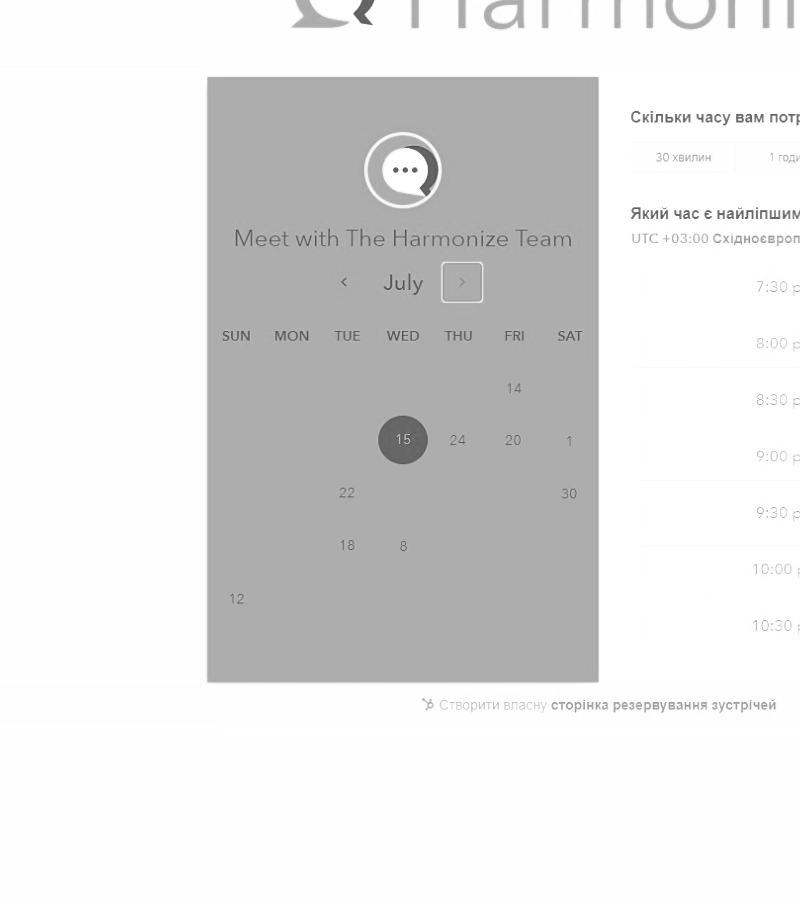 Harmoni
Meet with The Harmonize Team
July
SUN MON TUE WED THU FRI SAT
14
15 24 20 1
22 30
18 8
12
Скільки часу вам потр
30 хвилин 1 годи
Який час є найліпшим
UTC +03:00 Східноєвроп
7:30 р
8:00 р
8:30 р
9:00 р
9:30 р
10:00 р
10:30 р
Створити власну сторінка резервування зустрічей